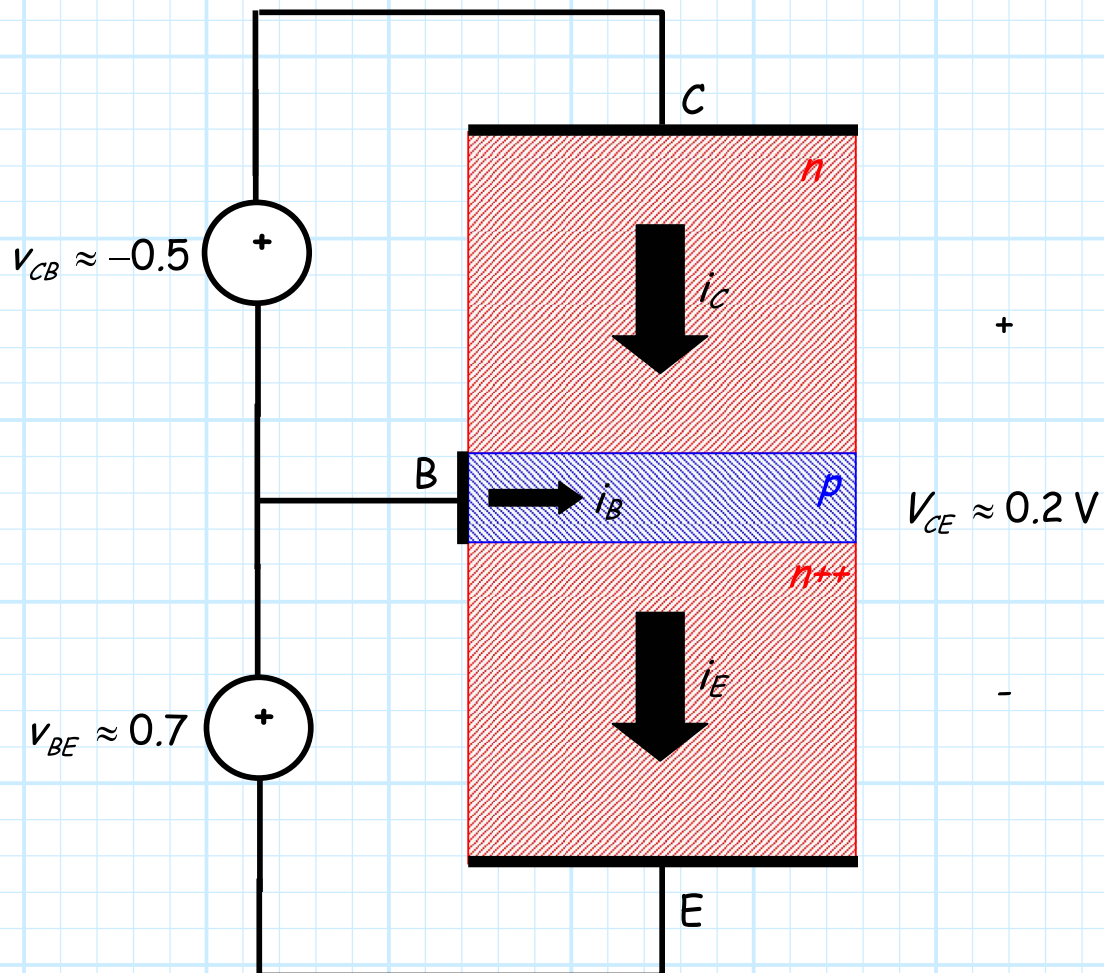 C
n
+
v_CB ≈ −0.5
i_C
+
B
i_B
p
V_CE ≈ 0.2 V
n++
i_E
-
+
v_BE ≈ 0.7
E